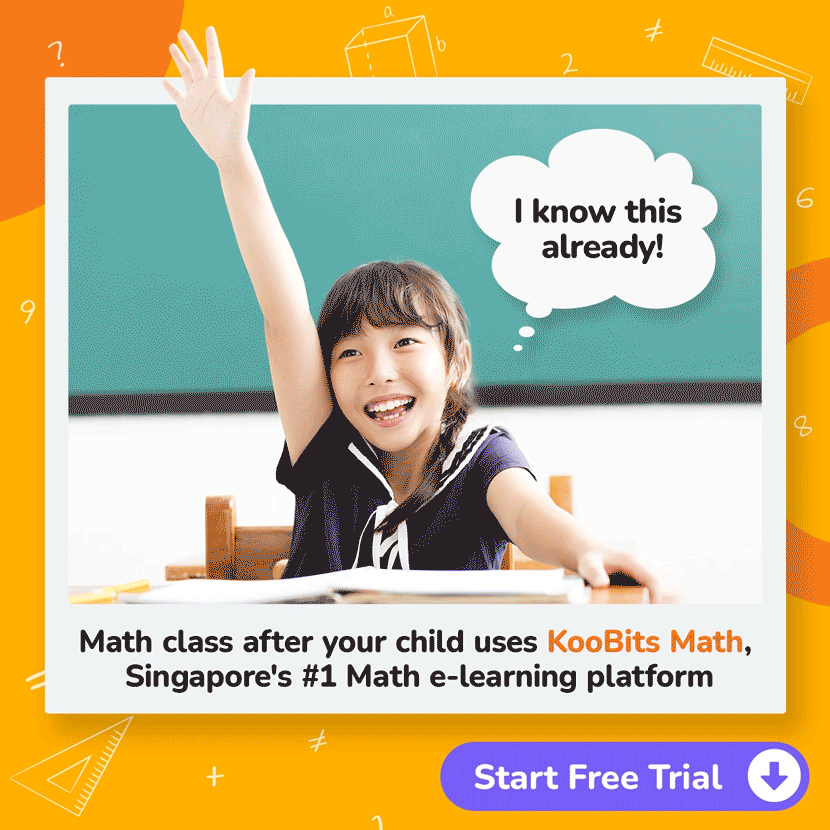 ?
a
b
≠
2
6
9
8
I know this
already!
Math class after your child uses KooBits Math,
Singapore's #1 Math e-learning platform
=
≠
+
Start Free Trial
2